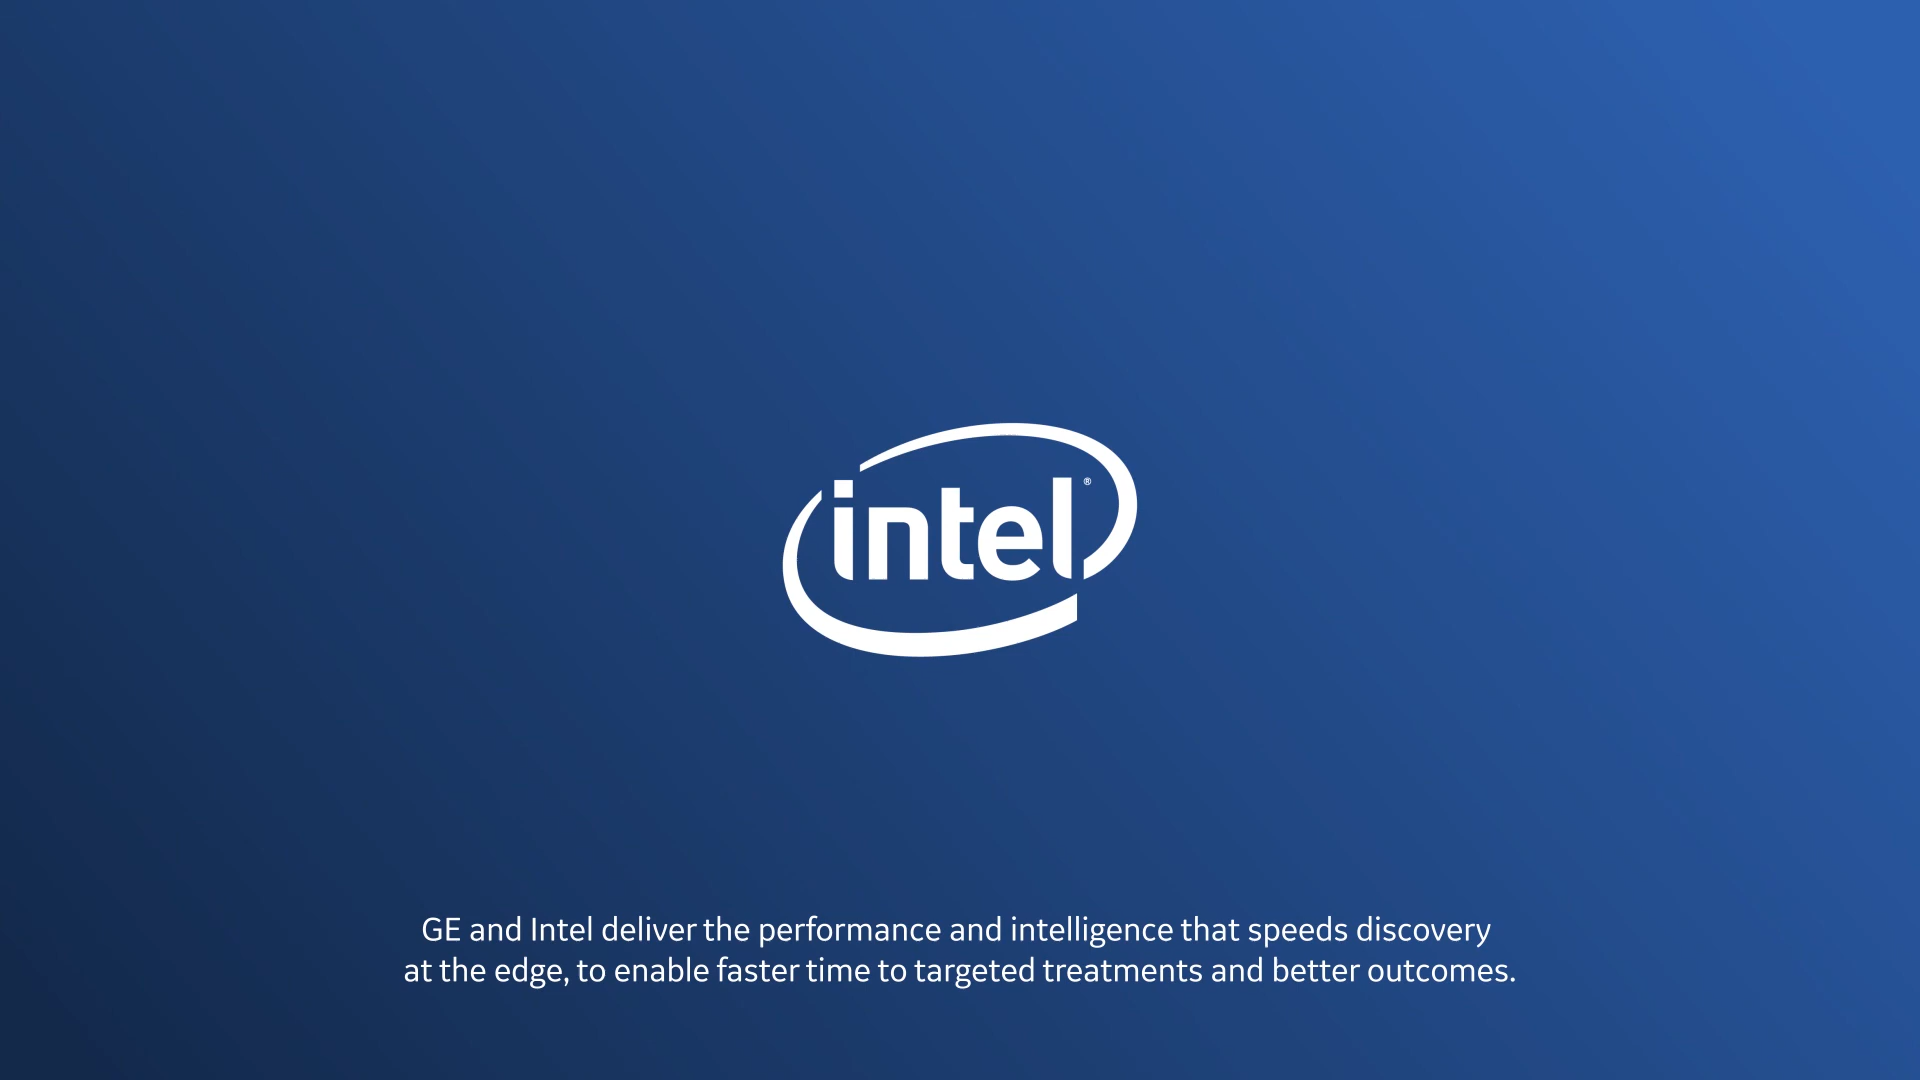 intel®
GE and Intel deliver the performance and intelligence that speeds discovery
at the edge, to enable faster time to targeted treatments and better outcomes.